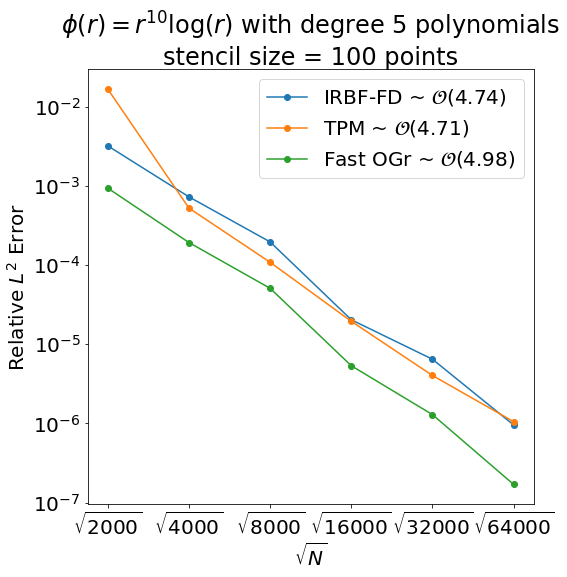 ϕ(r) = r¹⁰log(r) with degree 5 polynomials
stencil size = 100 points
IRBF-FD ~ 𝒪(4.74)
TPM ~ 𝒪(4.71)
Fast OGr ~ 𝒪(4.98)
Relative L² Error
10⁻²
10⁻³
10⁻⁴
10⁻⁵
10⁻⁶
10⁻⁷
√2000 √4000 √8000 √16000 √32000 √64000
√N